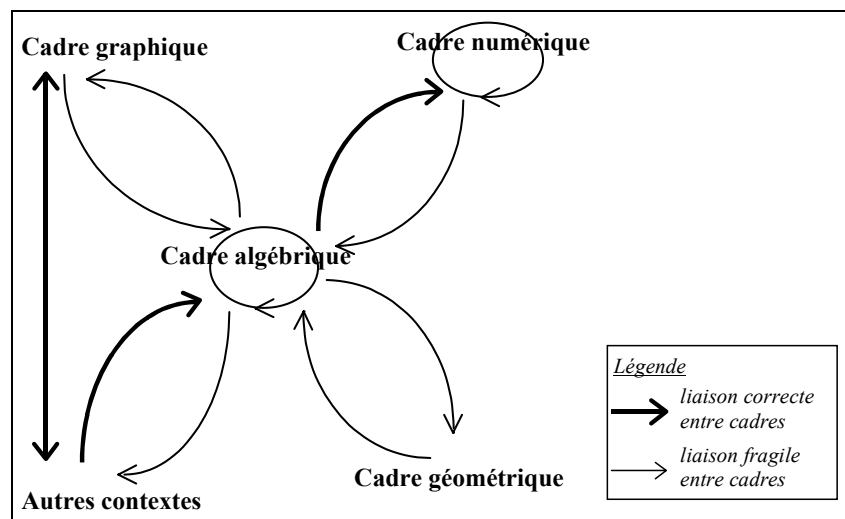 Cadre graphique
Cadre numérique
Cadre algébrique
Légende
liaison correcte
entre cadres
liaison fragile
entre cadres
Cadre géométrique
Autres contextes